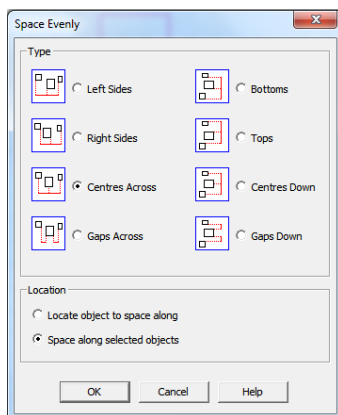 Space Evenly
Type
Left Sides
Bottoms
Right Sides
Tops
Centres Across
Centres Down
Gaps Across
Gaps Down
Location
Locate object to space along
Space along selected objects
OK
Cancel
Help